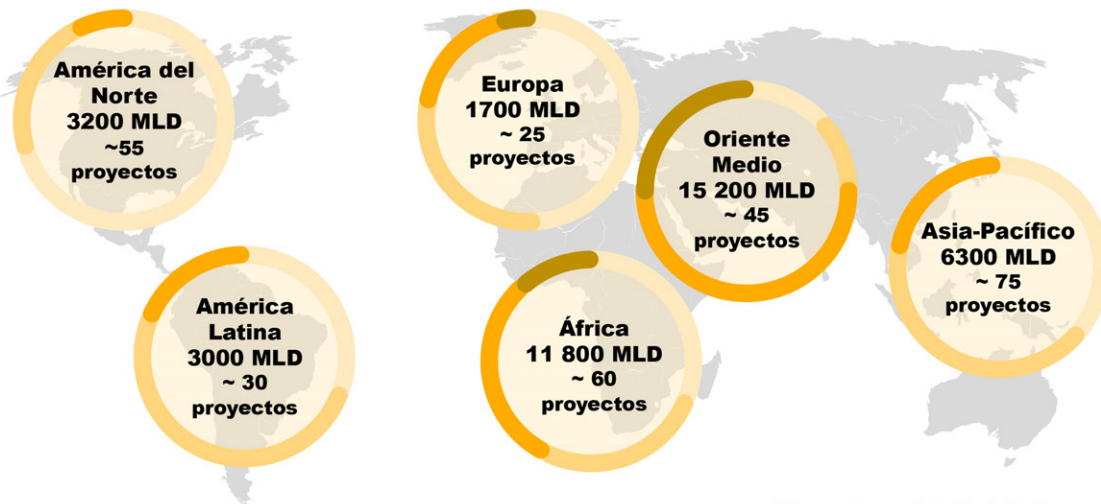 América del
Norte
3200 MLD
~55
proyectos
Europa
1700 MLD
~ 25
proyectos
Oriente
Medio
15 200 MLD
~ 45
proyectos
Asia-Pacífico
6300 MLD
~ 75
proyectos
América
Latina
3000 MLD
~ 30
proyectos
África
11 800 MLD
~ 60
proyectos